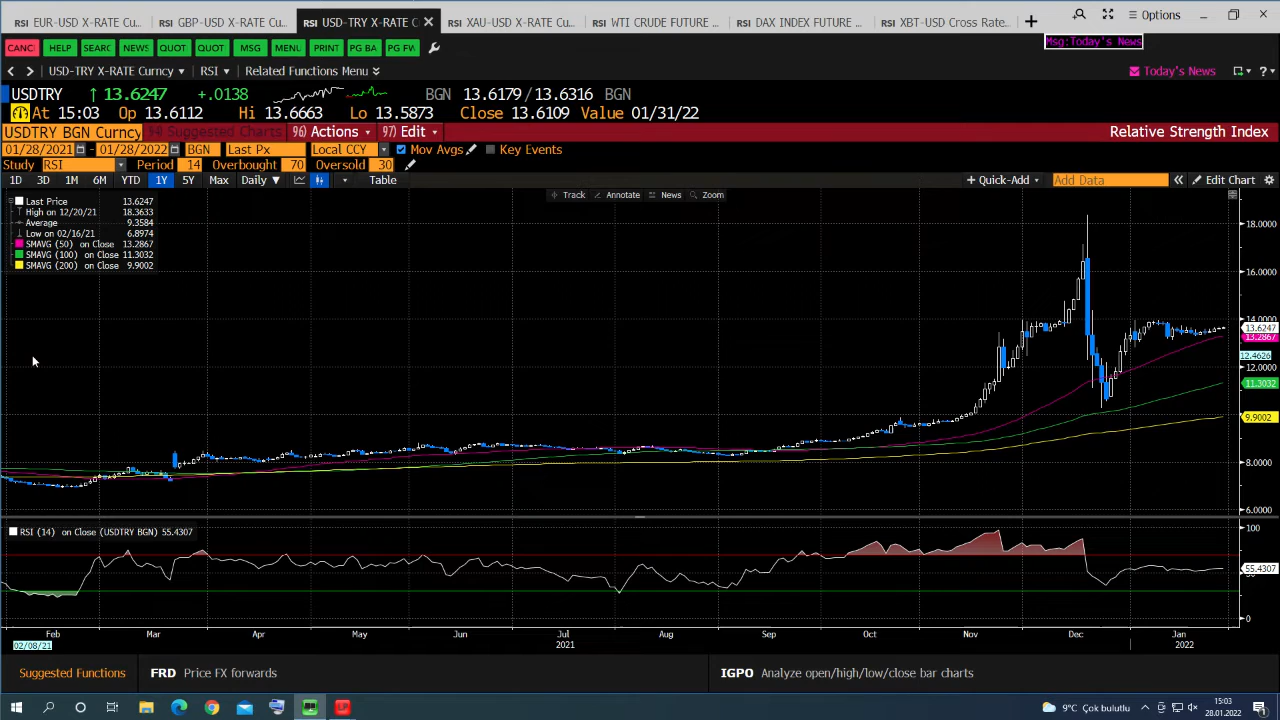 RSI EUR-USD X-RATE Cu... RSI GBP-USD X-RATE Cu... RSI USD-TRY X-RATE C RSI XAU-USD X-RATE Cu... RSI WTI CRUDE FUTURE ... RSI DAX INDEX FUTURE ... RSI XBT-USD Cross Rate... Options
CANC HELP SEARC NEWS QUOT QUOT MSG MENU PRINT PG BA PG FW Msg:Today's News
USD-TRY X-RATE Curncy RSI Related Functions Menu Today's News
USDTRY ↑ 13.6247 +.0138 BGN 13.6179/13.6316 BGN
At 15:03 Op 13.6112 Hi 13.6663 Lo 13.5873 Close 13.6109 Value 01/31/22
USDTRY BGN Curncy 94) Suggested Charts 96) Actions 97) Edit Relative Strength Index
01/28/2021 - 01/28/2022 BGN Last Px Local CCY Mov Avgs Key Events
Study RSI Period 14 Overbought 70 Oversold 30
1D 3D 1M 6M YTD 1Y 5Y Max Daily ▼ Table + Quick-Add Add Data « Edit Chart
Track Annotate News Zoom
Last Price 13.6247
High on 12/20/21 18.3633
Average 9.3584
Low on 02/16/21 6.8974
SMAVG (50) on Close 13.2867
SMAVG (100) on Close 11.3032
SMAVG (200) on Close 9.9002
18.0000
16.0000
14.0000
13.6247
13.2867
12.4626
12.0000
11.3032
9.9002
8.0000
6.0000
RSI (14) on Close (USDTRY BGN) 55.4307
100
55.4307
0
Feb Mar Apr May Jun Jul Aug Sep Oct Nov Dec Jan
02/08/21 2021 2022
Suggested Functions FRD Price FX forwards IGPO Analyze open/high/low/close bar charts
9°C Çok bulutlu 15:03
28.01.2022